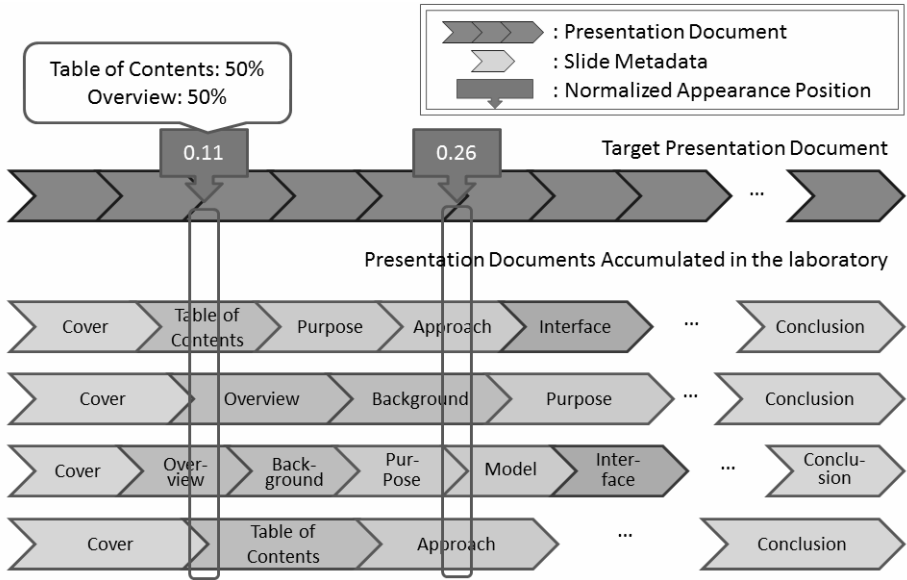 : Presentation Document
: Slide Metadata
: Normalized Appearance Position
Table of Contents: 50%
Overview: 50%
0.11
0.26
Target Presentation Document
...
Presentation Documents Accumulated in the laboratory
Cover
Table of
Contents
Purpose
Approach
Interface
...
Conclusion
Cover
Overview
Background
Purpose
...
Conclusion
Cover
Over-
view
Back-
ground
Pur-
Pose
Model
Inter-
face
...
Conclu-
sion
Cover
Table of
Contents
Approach
...
Conclusion